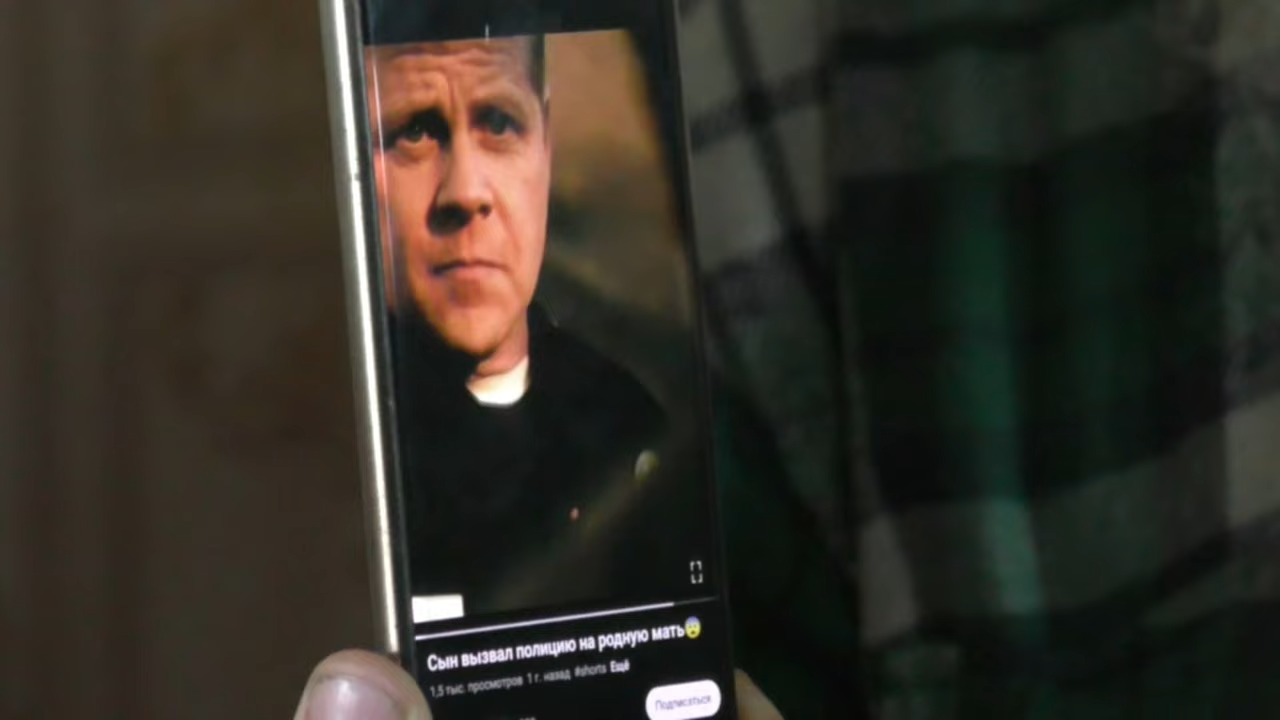 Сын вызвал полицию на родную мать😨
1,5 тыс. просмотров 1 г. назад #shorts Ещё
Подписаться